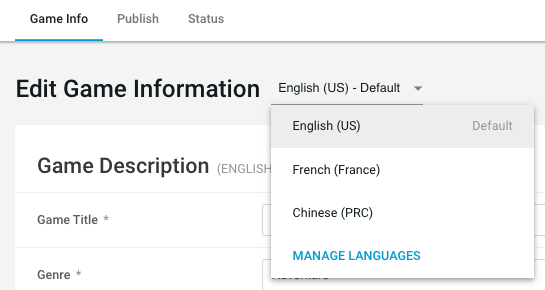 Game Info Publish Status
Edit Game Information English (US) - Default
English (US) Default
French (France)
Chinese (PRC)
MANAGE LANGUAGES
Game Description (ENGLISH
Game Title *
Genre *